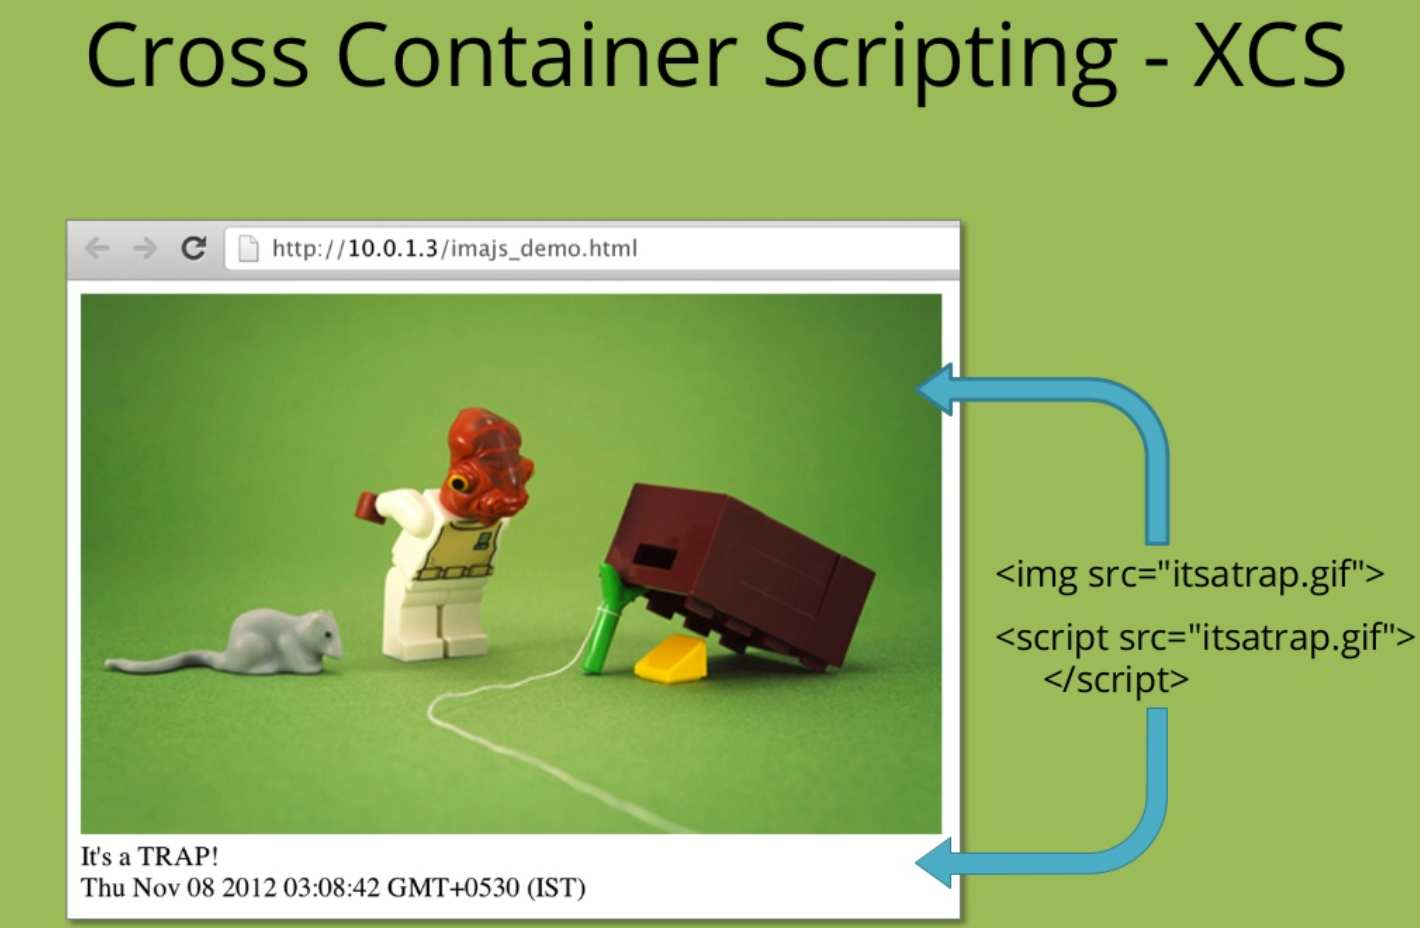 Cross Container Scripting - XCS
http://10.0.1.3/imajs_demo.html
<img src="itsatrap.gif">
<script src="itsatrap.gif">
</script>
It's a TRAP!
Thu Nov 08 2012 03:08:42 GMT+0530 (IST)